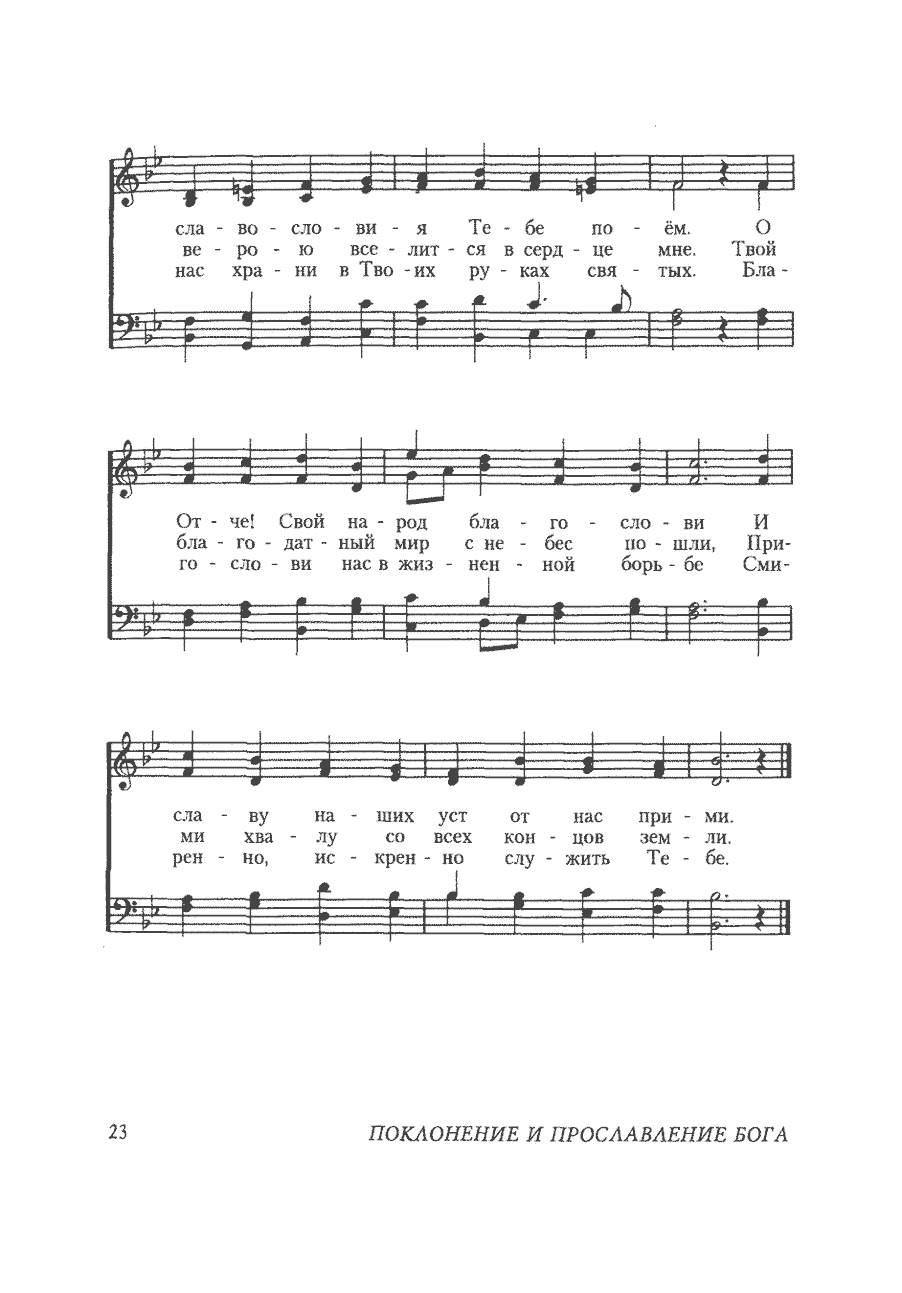 сла - во - сло - ви - я Те - бе по - ём. О
ве - ро - ю все - лит - ся в серд - це мне. Твой
нас хра - ни в Тво - их ру - ках свя - тых. Бла -
От - че! Свой на - род бла - го - сло - ви И
бла - го - дат - ный мир с не - бес по - шли, При-
го - сло - ви нас в жиз - нен - ной борь - бе Сми-
сла - ву на - ших уст от нас при - ми.
ми хва - лу со всех кон - цов зем - ли.
рен - но, ис - крен - но слу - жить Те - бе.
23 ПОКЛОНЕНИЕ И ПРОСЛАВЛЕНИЕ БОГА